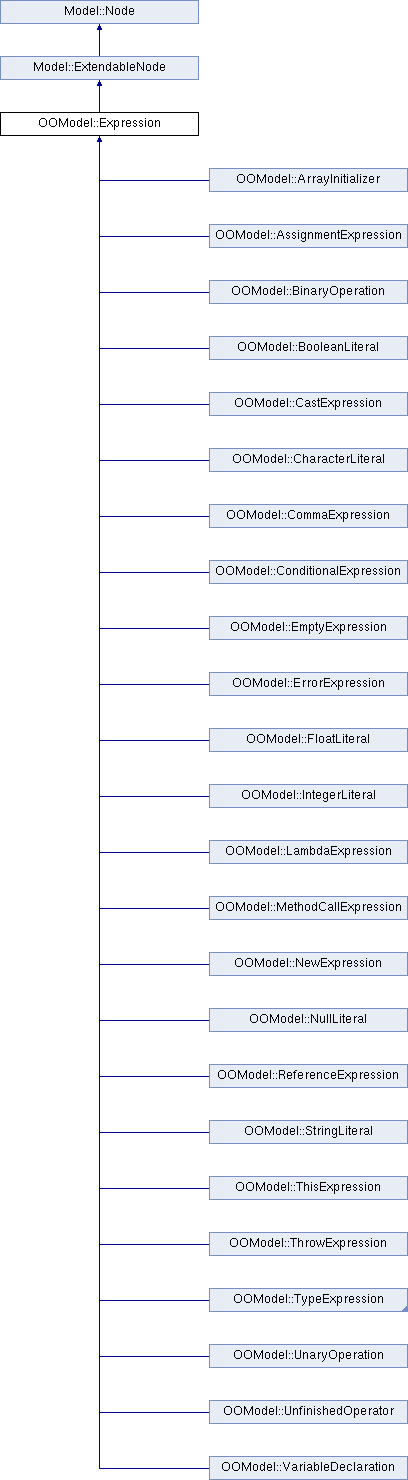 Model::Node
Model::ExtendableNode
OOModel::Expression
OOModel::ArrayInitializer
OOModel::AssignmentExpression
OOModel::BinaryOperation
OOModel::BooleanLiteral
OOModel::CastExpression
OOModel::CharacterLiteral
OOModel::CommaExpression
OOModel::ConditionalExpression
OOModel::EmptyExpression
OOModel::ErrorExpression
OOModel::FloatLiteral
OOModel::IntegerLiteral
OOModel::LambdaExpression
OOModel::MethodCallExpression
OOModel::NewExpression
OOModel::NullLiteral
OOModel::ReferenceExpression
OOModel::StringLiteral
OOModel::ThisExpression
OOModel::ThrowExpression
OOModel::TypeExpression
OOModel::UnaryOperation
OOModel::UnfinishedOperator
OOModel::VariableDeclaration